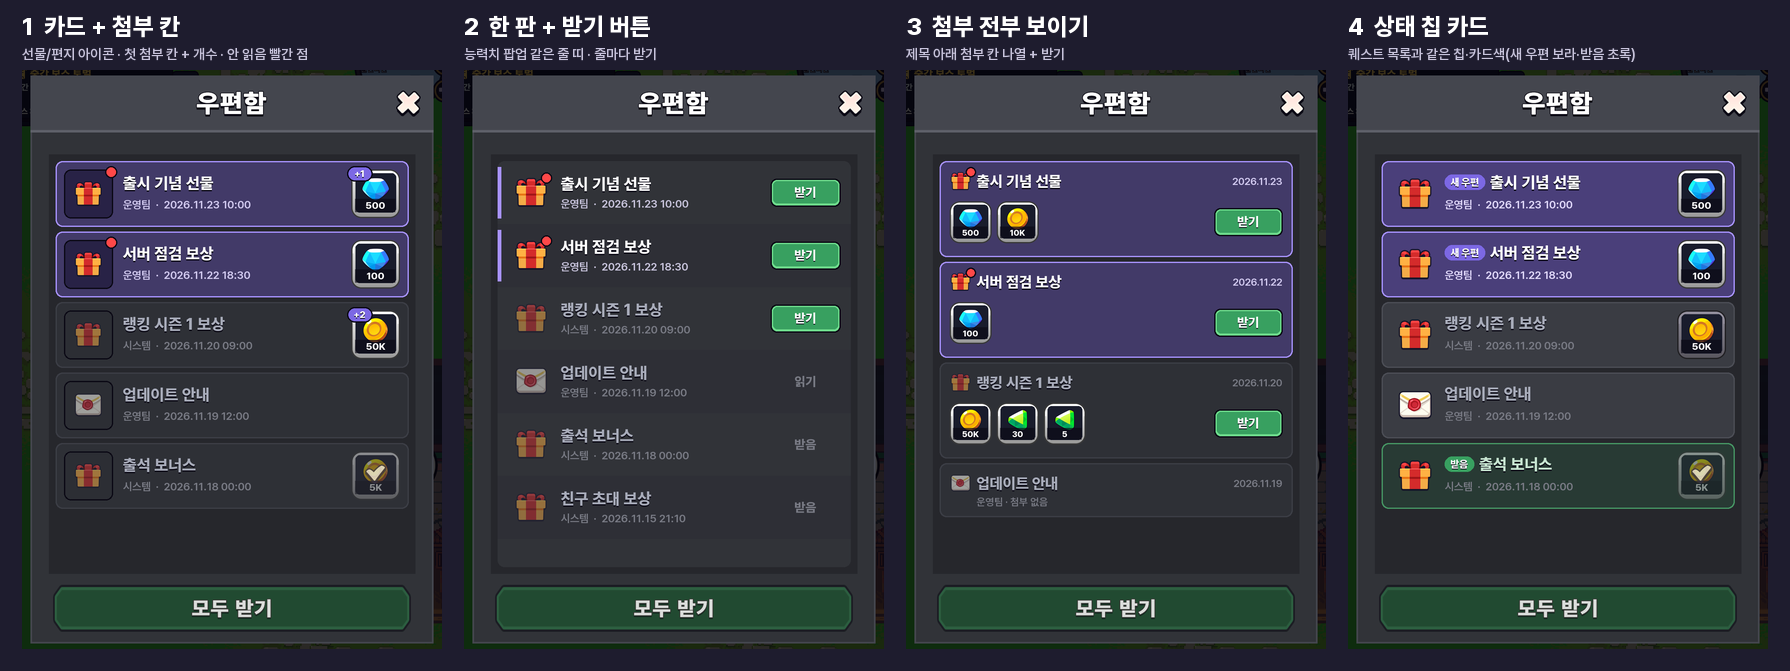 1 카드 + 첨부 칸
선물/편지 아이콘 · 첫 첨부 칸 + 개수 · 안 읽음 빨간 점
우편함
출시 기념 선물
운영팀 · 2026.11.23 10:00
+1
500
서버 점검 보상
운영팀 · 2026.11.22 18:30
100
랭킹 시즌 1 보상
시스템 · 2026.11.20 09:00
+2
50K
업데이트 안내
운영팀 · 2026.11.19 12:00
출석 보너스
시스템 · 2026.11.18 00:00
5K
모두 받기
2 한 판 + 받기 버튼
능력치 팝업 같은 줄 띠 · 줄마다 받기
우편함
출시 기념 선물
운영팀 · 2026.11.23 10:00
받기
서버 점검 보상
운영팀 · 2026.11.22 18:30
받기
랭킹 시즌 1 보상
시스템 · 2026.11.20 09:00
받기
업데이트 안내
운영팀 · 2026.11.19 12:00
읽기
출석 보너스
시스템 · 2026.11.18 00:00
받음
친구 초대 보상
시스템 · 2026.11.15 21:10
받음
모두 받기
3 첨부 전부 보이기
제목 아래 첨부 칸 나열 + 받기
우편함
출시 기념 선물
2026.11.23
500
10K
받기
서버 점검 보상
2026.11.22
100
받기
랭킹 시즌 1 보상
2026.11.20
50K
30
5
받기
업데이트 안내
2026.11.19
운영팀 · 첨부 없음
모두 받기
4 상태 칩 카드
퀘스트 목록과 같은 칩·카드색(새 우편 보라·받음 초록)
우편함
새 우편 출시 기념 선물
운영팀 · 2026.11.23 10:00
500
새 우편 서버 점검 보상
운영팀 · 2026.11.22 18:30
100
랭킹 시즌 1 보상
시스템 · 2026.11.20 09:00
50K
업데이트 안내
운영팀 · 2026.11.19 12:00
받음 출석 보너스
시스템 · 2026.11.18 00:00
5K
모두 받기